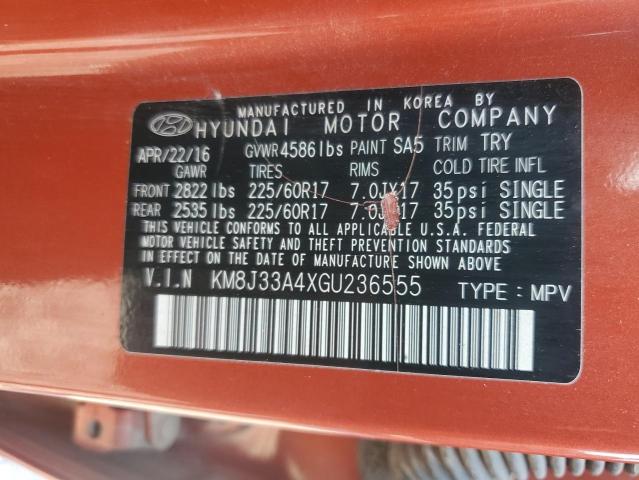 MANUFACTURED IN KOREA BY
HYUNDAI MOTOR COMPANY
APR/22/16 GVWR 4586lbs PAINT SA5 TRIM TRY
GAWR TIRES RIMS COLD TIRE INFL
FRONT 2822 lbs 225/60R17 7.0JX17 35psi SINGLE
REAR 2535 lbs 225/60R17 7.0J 17 35psi SINGLE
THIS VEHICLE CONFORMS TO ALL APPLICABLE U.S.A. FEDERAL
MOTOR VEHICLE SAFETY AND THEFT PREVENTION STANDARDS
IN EFFECT ON THE DATE OF MANUFACTURE SHOWN ABOVE
V.I.N KM8J33A4XGU236555 TYPE : MPV